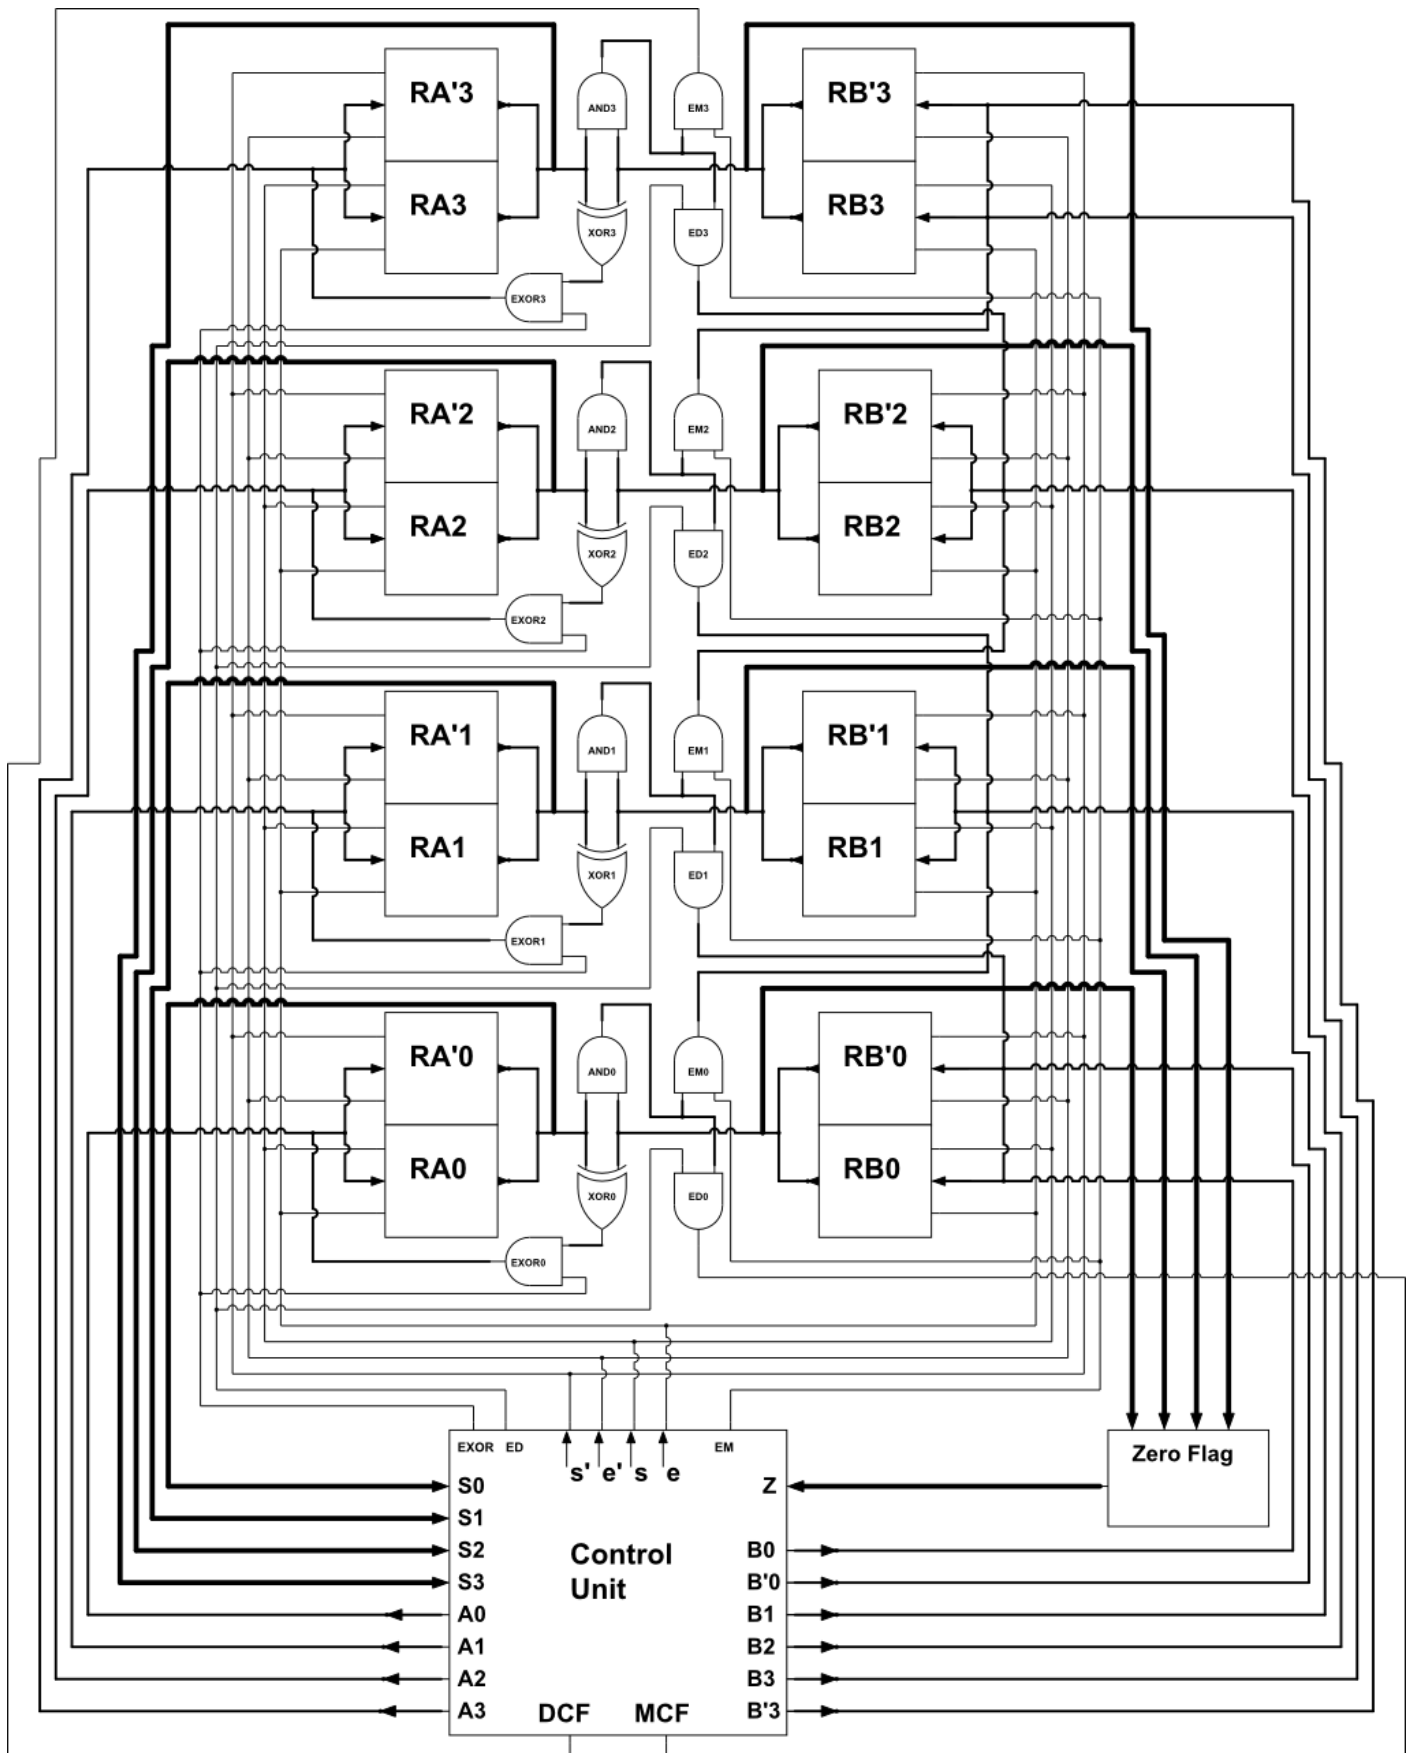 RA'3
AND3
EM3
RB'3
RA3
XOR3
ED3
RB3
EXOR3
RA'2
AND2
EM2
RB'2
RA2
XOR2
ED2
RB2
EXOR2
RA'1
AND1
EM1
RB'1
RA1
XOR1
ED1
RB1
EXOR1
RA'0
AND0
EM0
RB'0
RA0
XOR0
ED0
RB0
EXOR0
EXOR ED EM
s' e' s e
Zero Flag
S0 Z
S1
S2 B0
Control
Unit
S3 B'0
A0 B1
A1 B2
A2 B3
A3 DCF MCF B'3